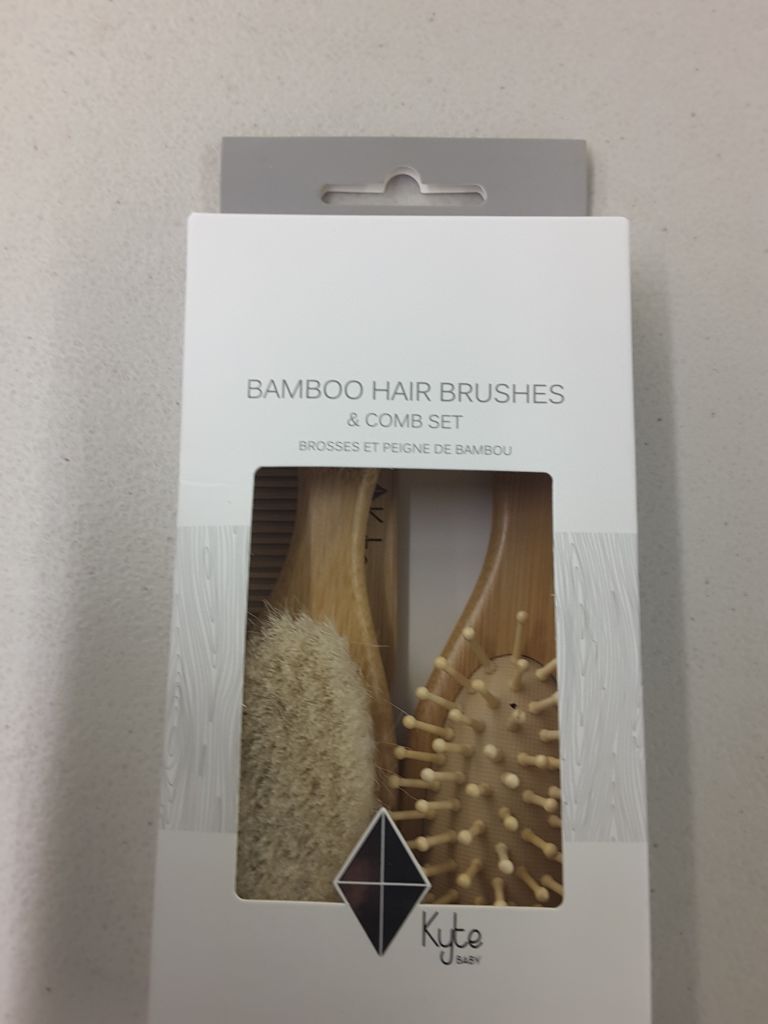 BAMBOO HAIR BRUSHES
& COMB SET
BROSSES ET PEIGNE DE BAMBOU
Kyte
BABY